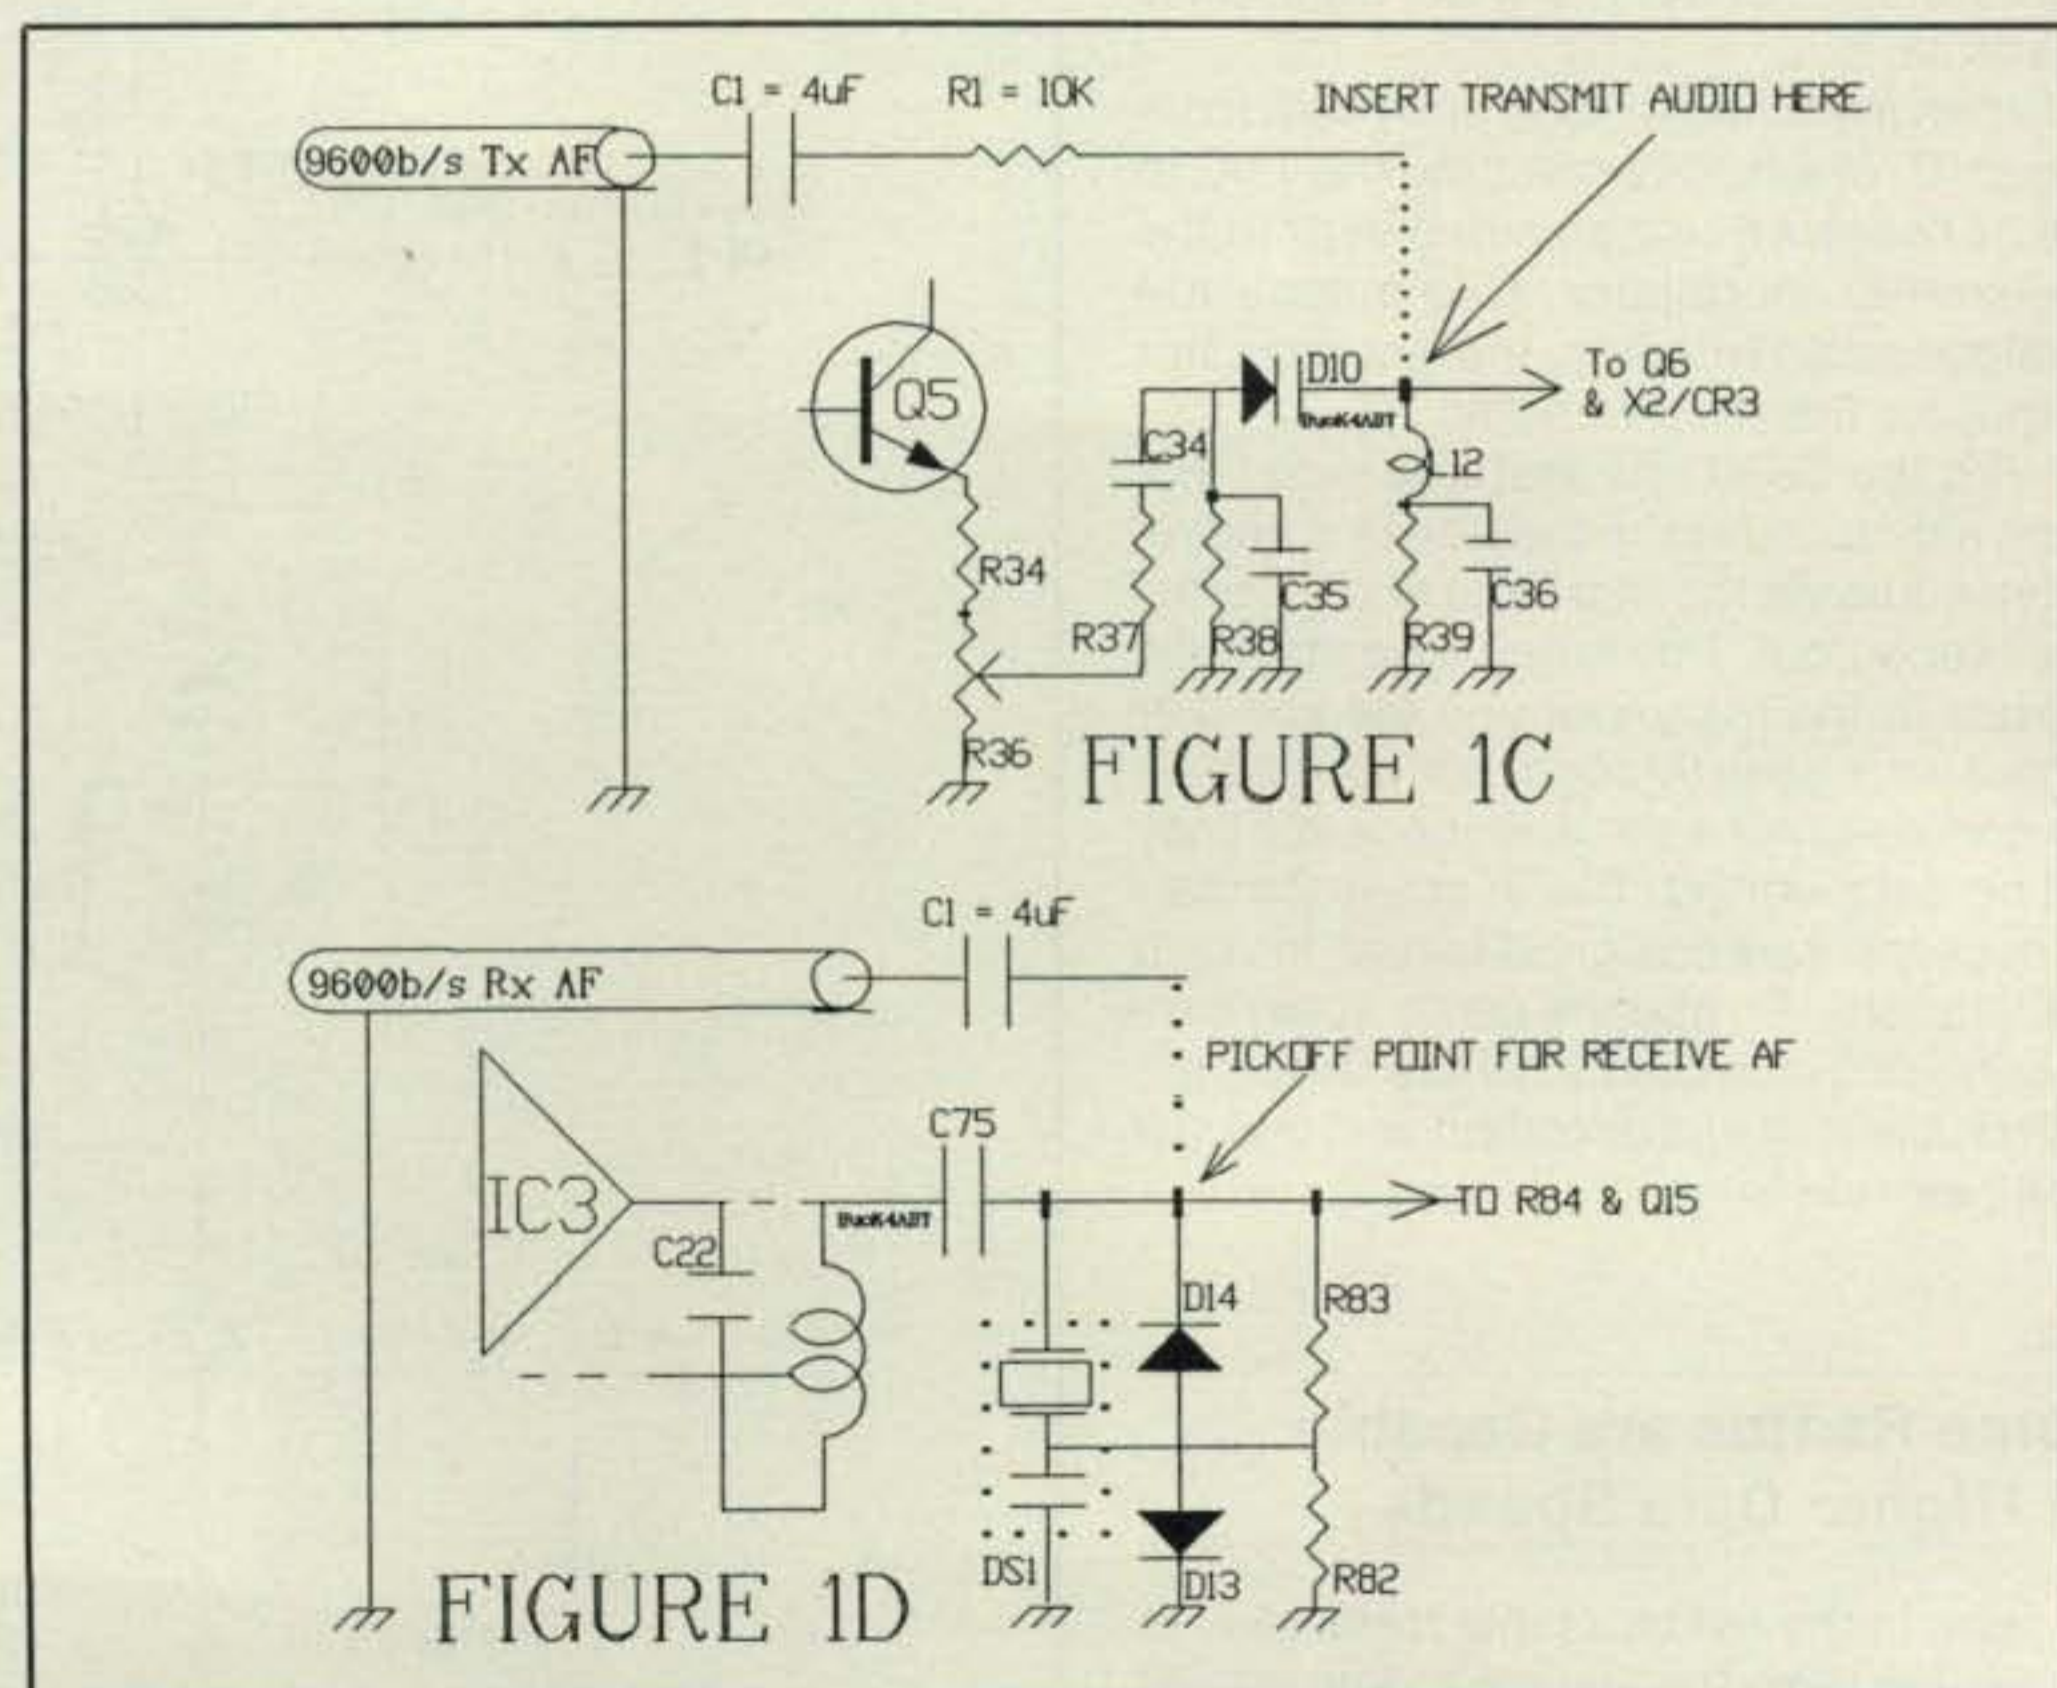 C1 = 4uF
R1 = 10K
INSERT TRANSMIT AUDIO HERE
9600b/s Tx AF
Q5
D10
To Q6
& X2/CR3
C34
L12
R34
C35
C36
R37
R38
R39
R36
FIGURE 1C
C1 = 4uF
9600b/s Rx AF
PICKOFF POINT FOR RECEIVE AF
C75
IC3
TO R84 & Q15
C22
D14
R83
DS1
D13
R82
FIGURE 1D